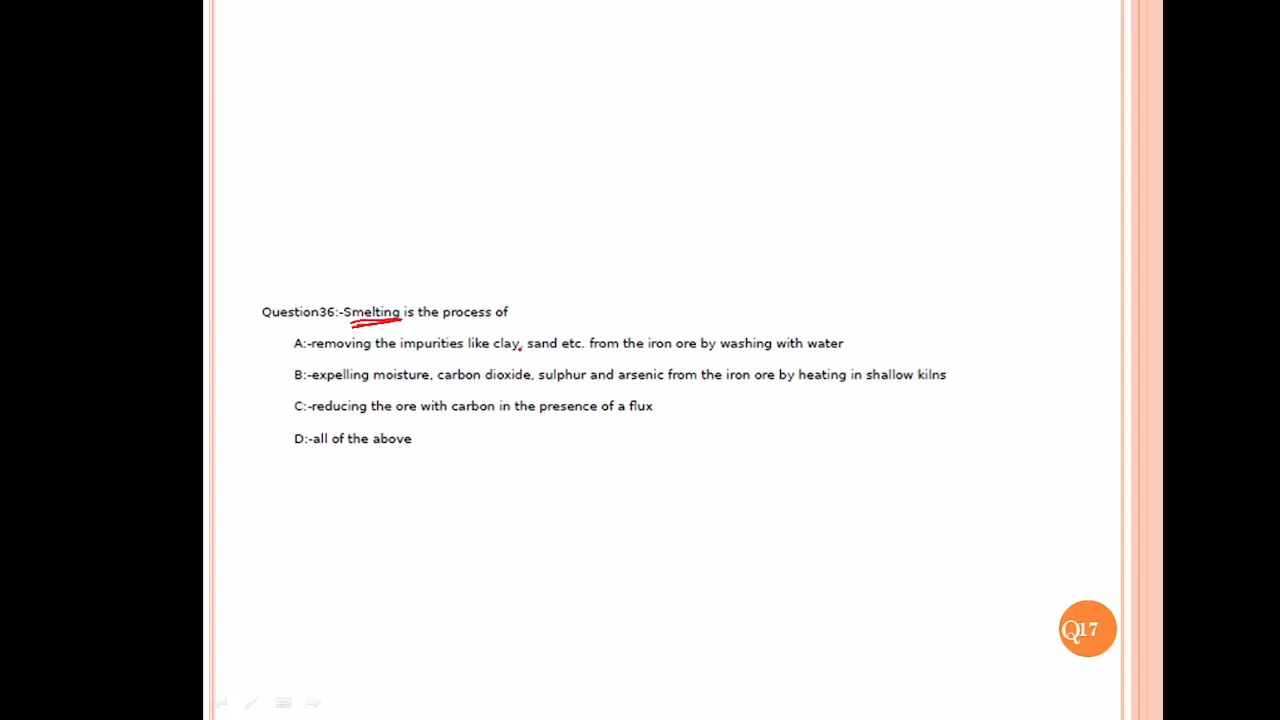 Question36:-Smelting is the process of
A:-removing the impurities like clay, sand etc. from the iron ore by washing with water
B:-expelling moisture, carbon dioxide, sulphur and arsenic from the iron ore by heating in shallow kilns
C:-reducing the ore with carbon in the presence of a flux
D:-all of the above
Q17